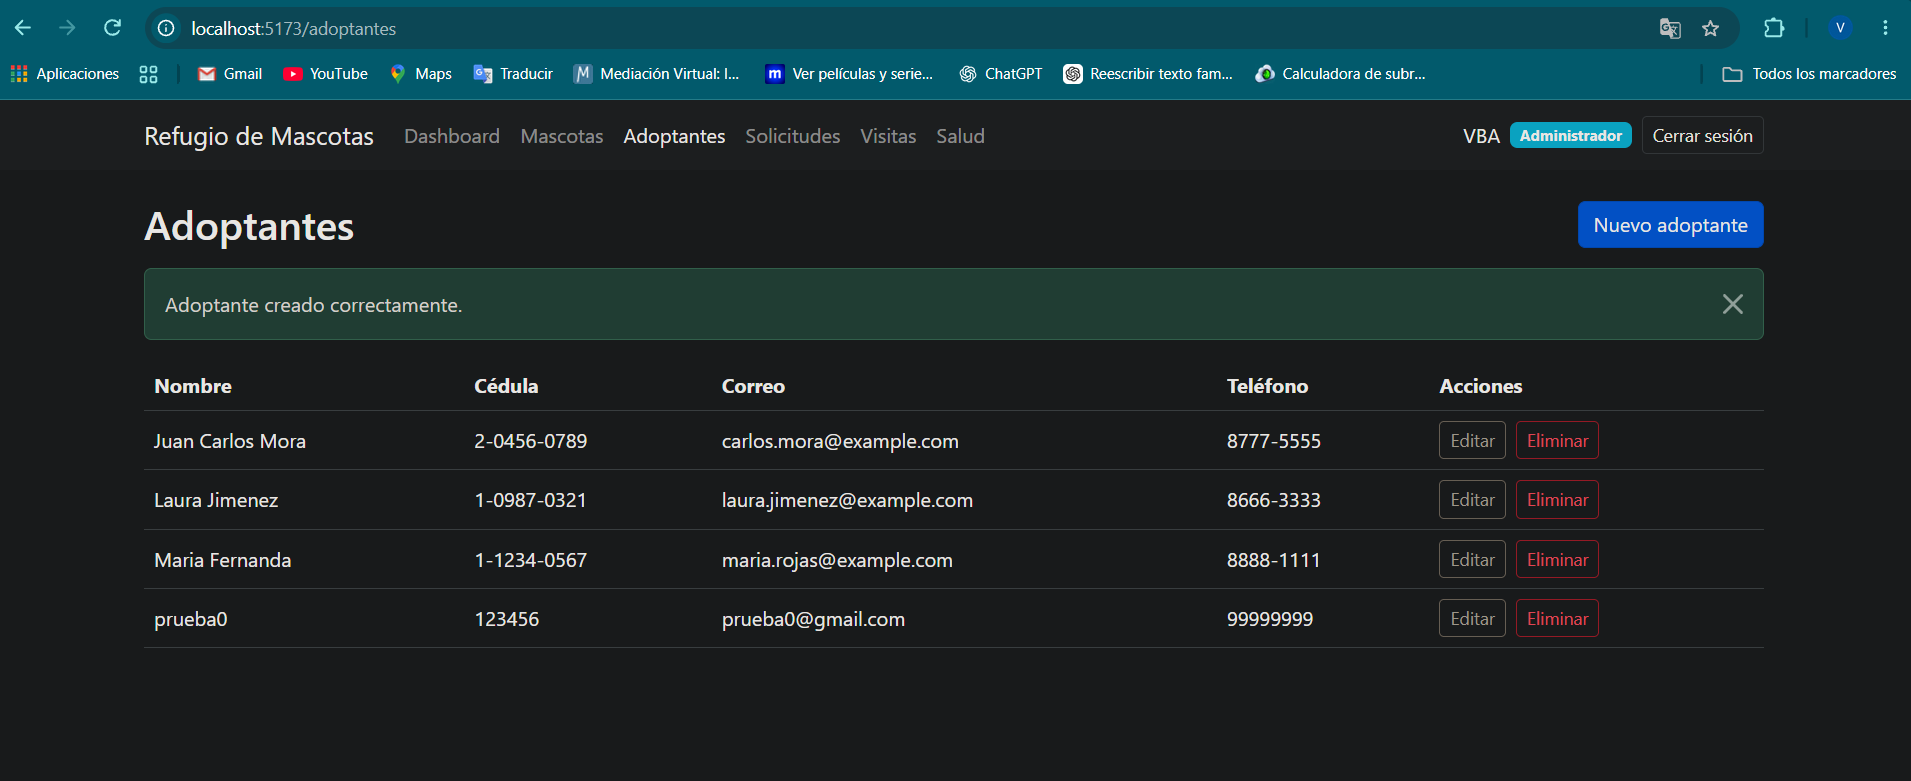 localhost:5173/adoptantes
V
Aplicaciones Gmail YouTube Maps Traducir Mediación Virtual: I... Ver películas y serie... ChatGPT Reescribir texto fam... Calculadora de subr... Todos los marcadores
Refugio de Mascotas Dashboard Mascotas Adoptantes Solicitudes Visitas Salud VBA Administrador Cerrar sesión
Adoptantes Nuevo adoptante
Adoptante creado correctamente.
Nombre Cédula Correo Teléfono Acciones
Juan Carlos Mora 2-0456-0789 carlos.mora@example.com 8777-5555 Editar Eliminar
Laura Jimenez 1-0987-0321 laura.jimenez@example.com 8666-3333 Editar Eliminar
Maria Fernanda 1-1234-0567 maria.rojas@example.com 8888-1111 Editar Eliminar
prueba0 123456 prueba0@gmail.com 99999999 Editar Eliminar